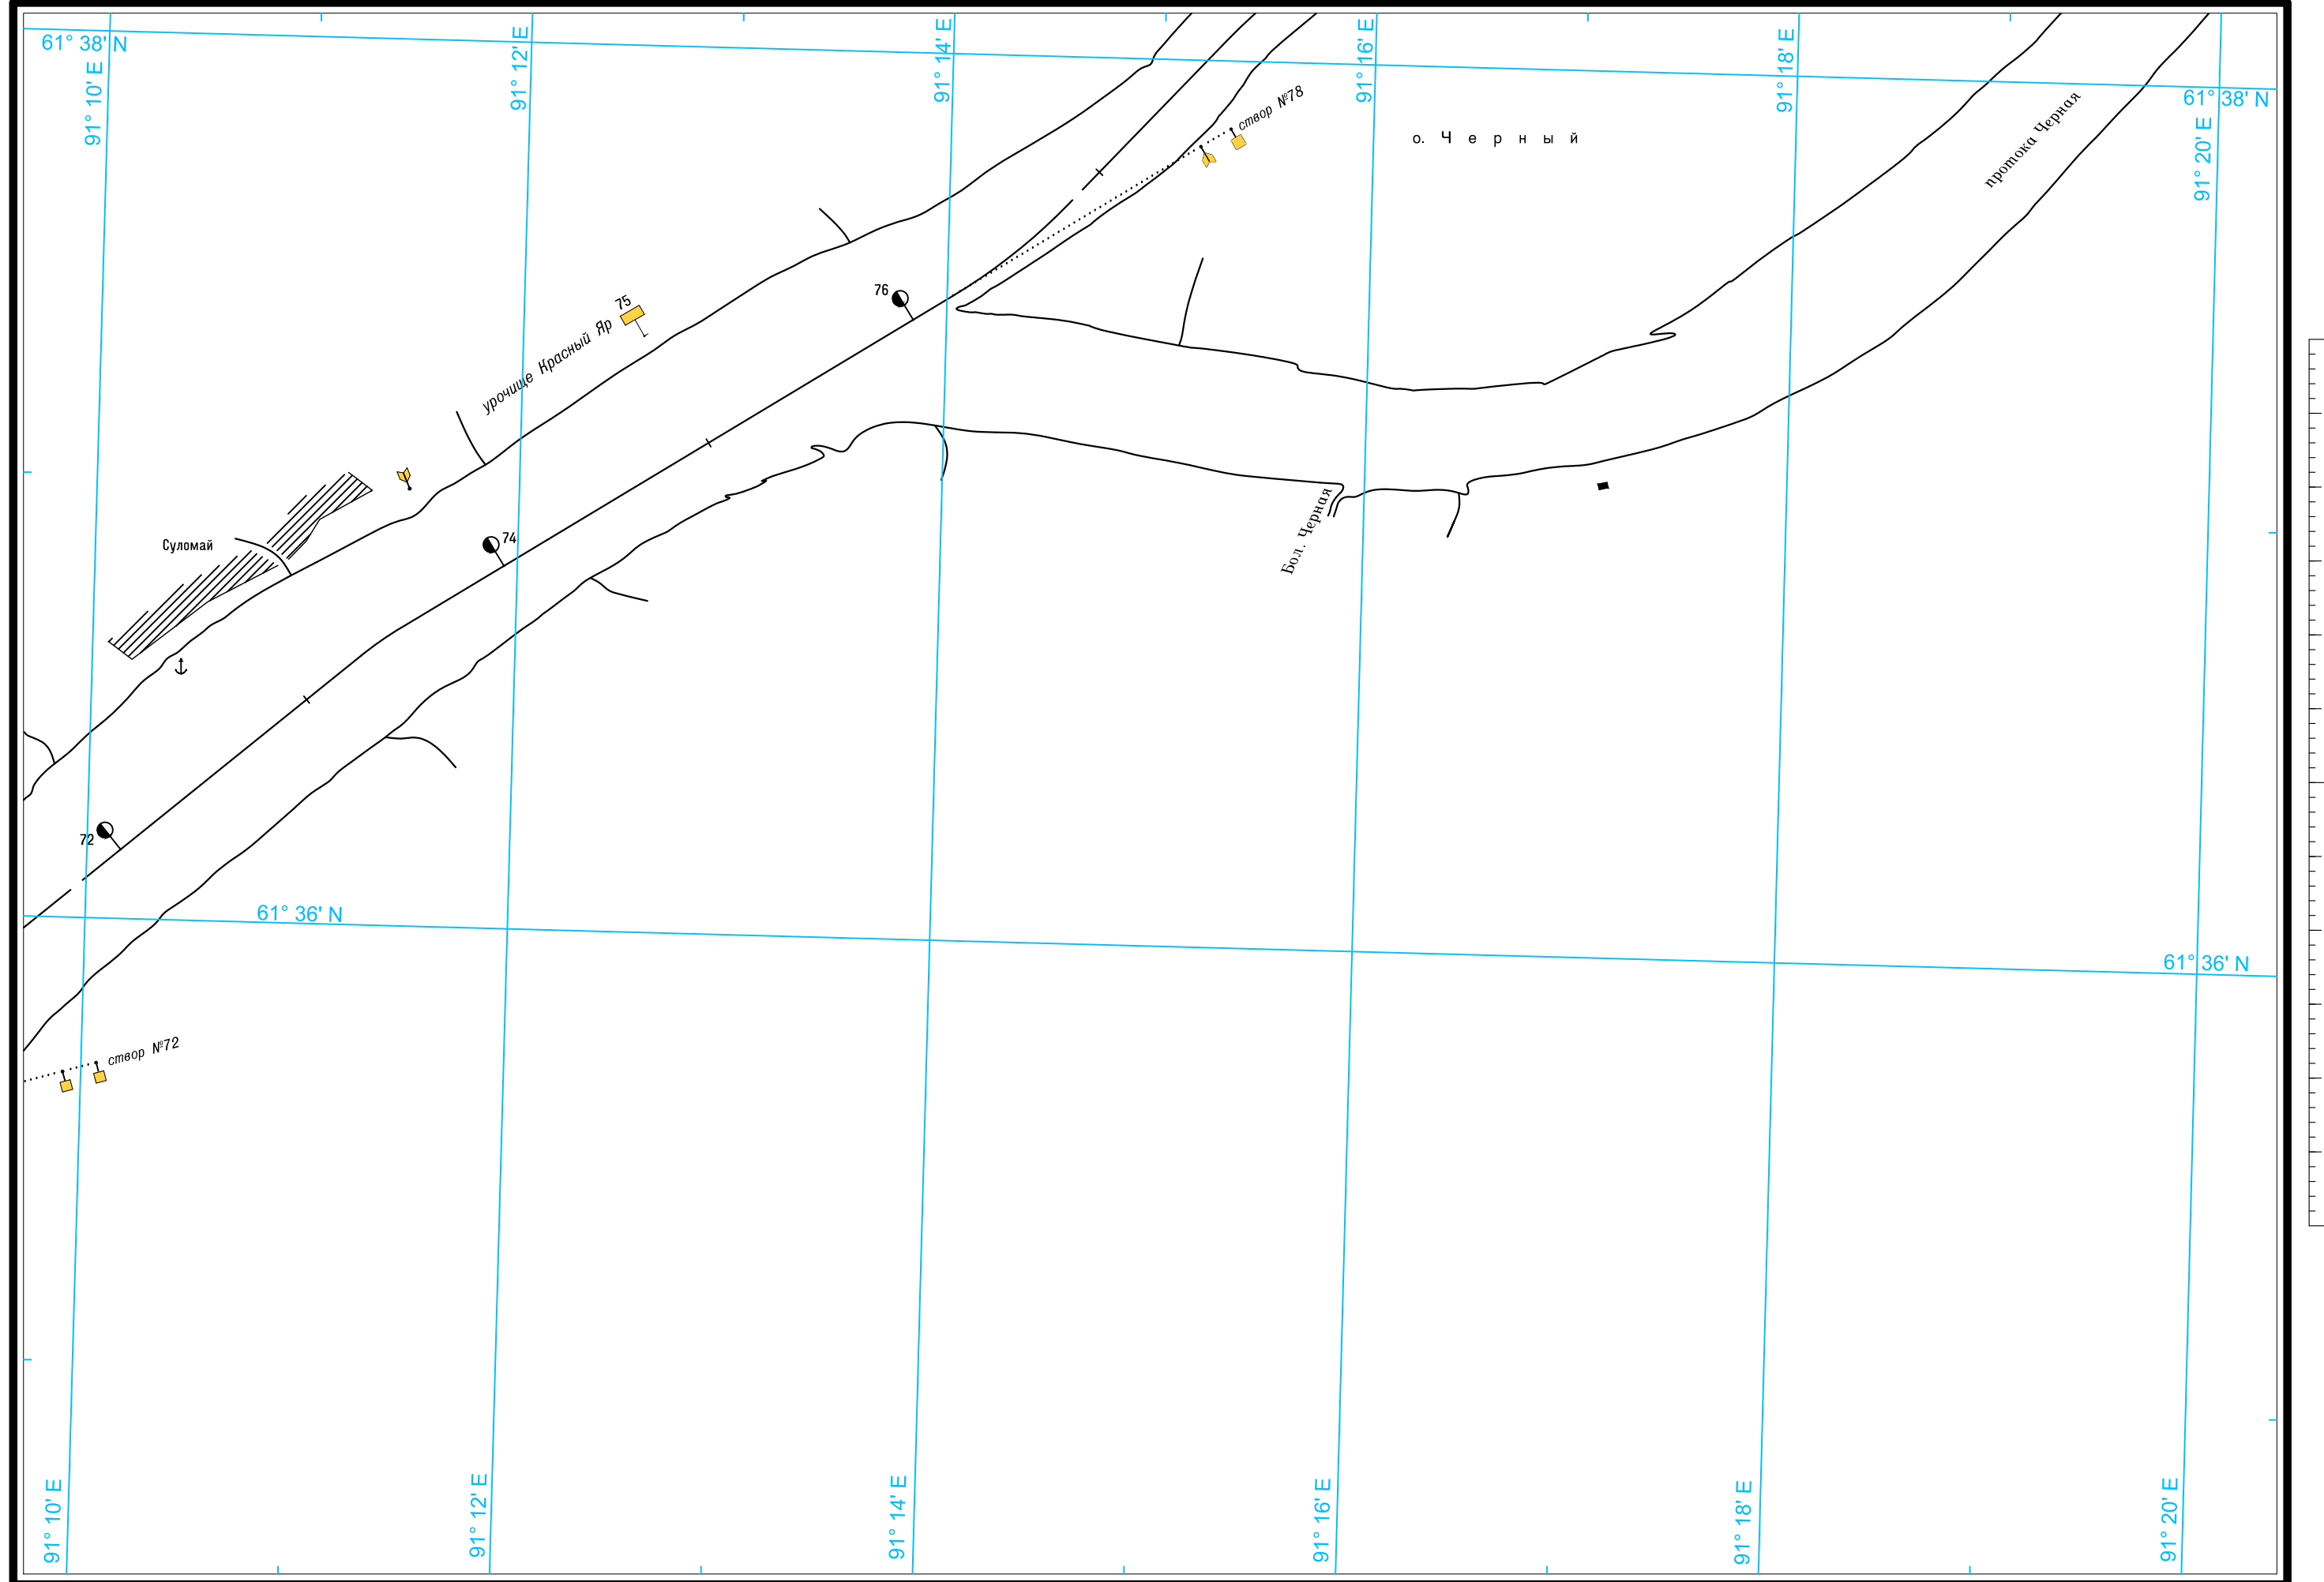 61° 38' N
91° 10' E
91° 12' E
91° 14' E
91° 16' E
91° 18' E
61° 38' N
91° 20' E
створ №78
о. Черный
протока Черная
76
75
урочище Красный Яр
74
Суломай
Бол. Черная
72
61° 36' N
61° 36' N
створ №72
91° 10' E
91° 12' E
91° 14' E
91° 16' E
91° 18' E
91° 20' E